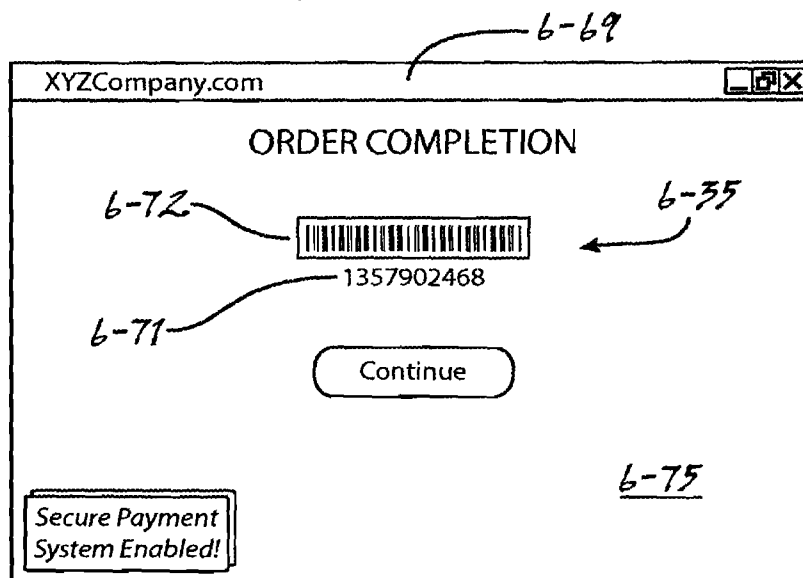 6-69
XYZCompany.com
ORDER COMPLETION
6-72
6-35
1357902468
6-71
Continue
6-75
Secure Payment
System Enabled!